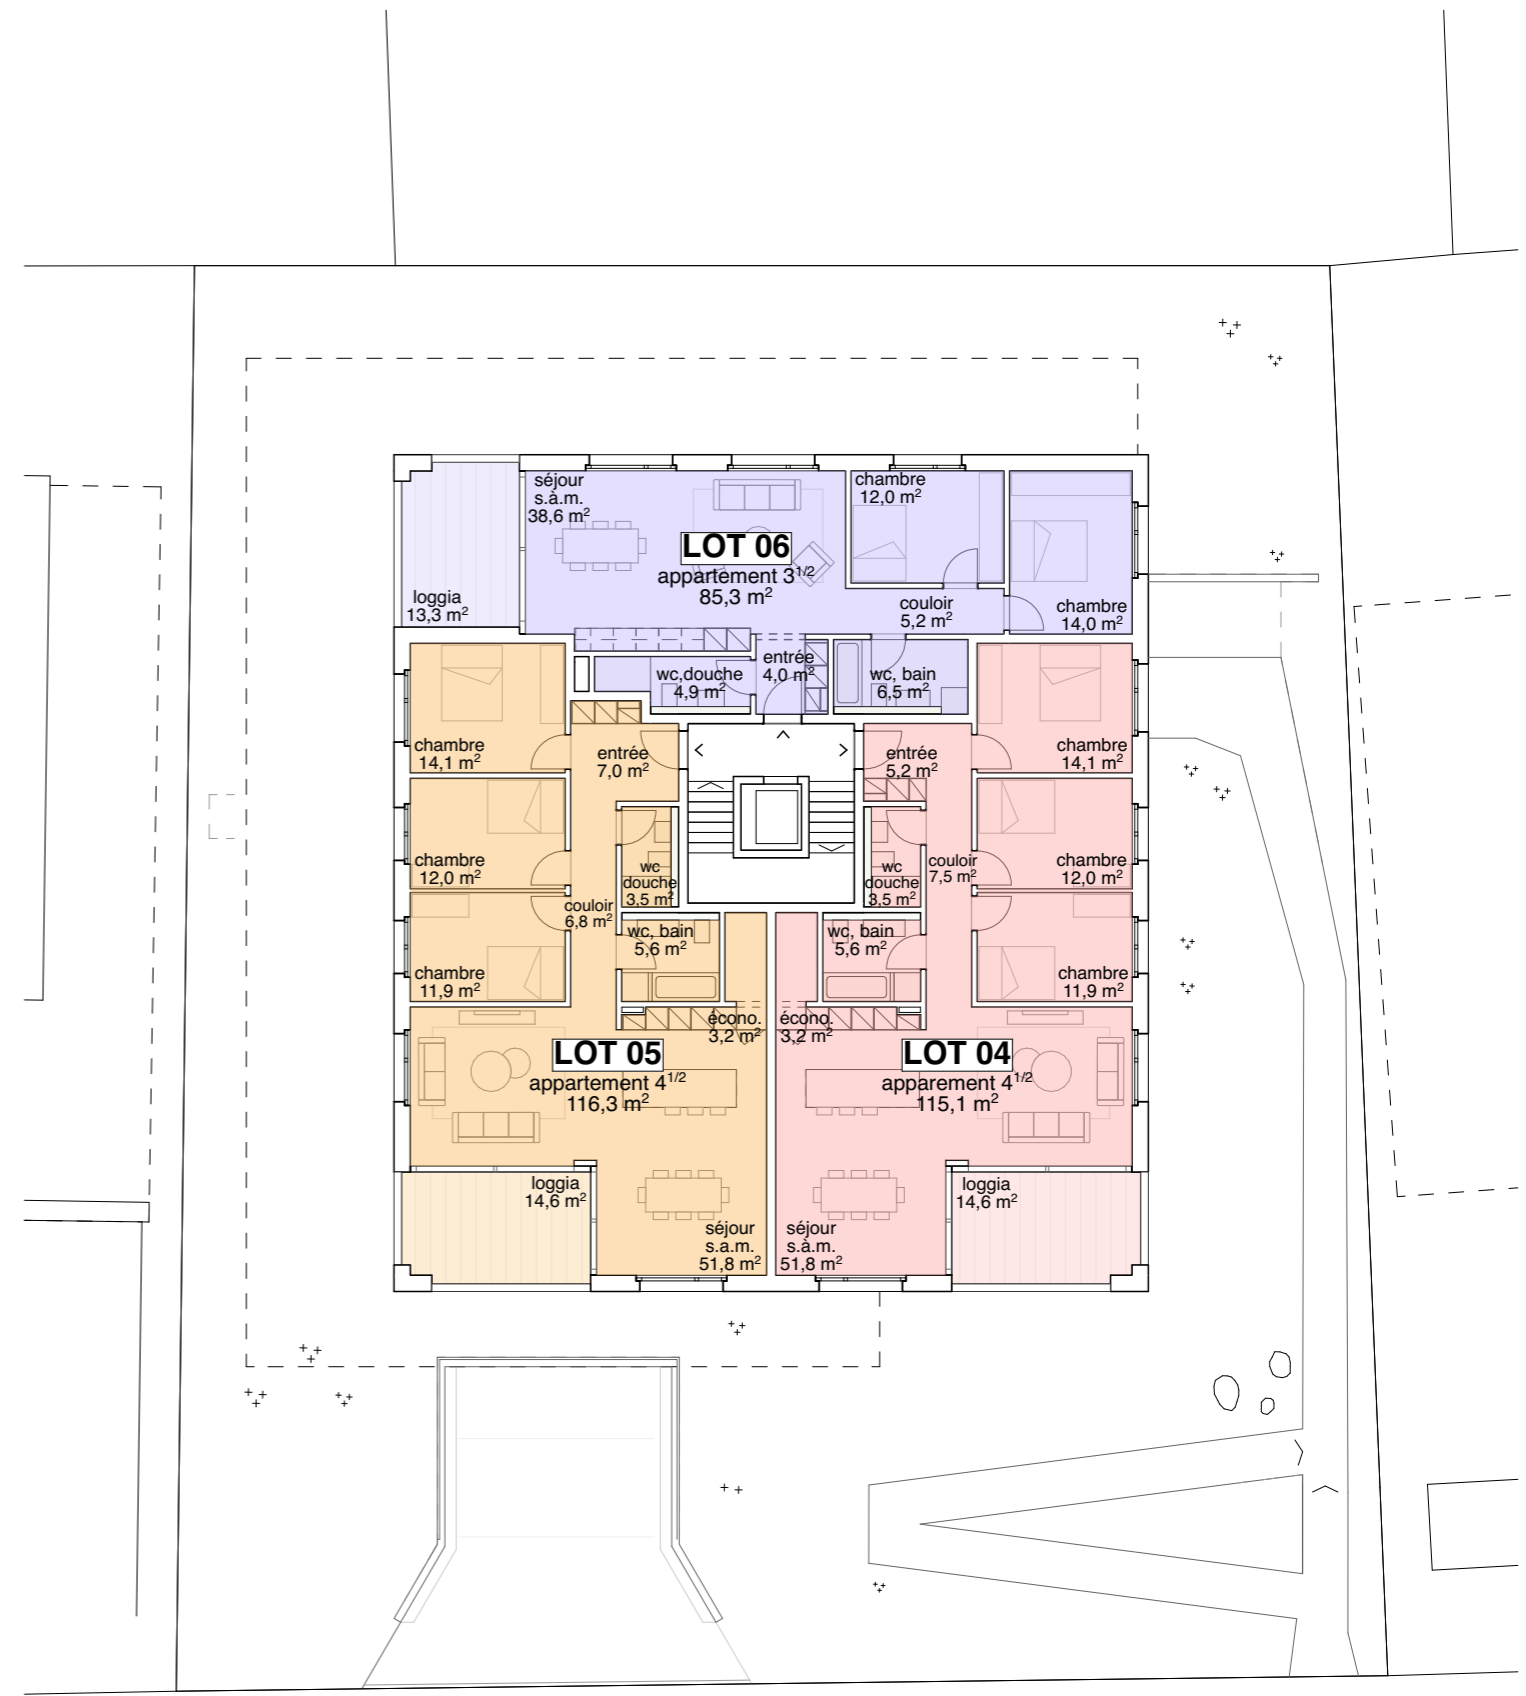 séjour
s.à.m.
38,6 m²
chambre
12,0 m²
LOT 06
appartement 3 1/2
85,3 m²
loggia
13,3 m²
couloir
5,2 m²
chambre
14,0 m²
wc,douche
4,9 m²
entrée
4,0 m²
wc, bain
6,5 m²
chambre
14,1 m²
entrée
7,0 m²
entrée
5,2 m²
chambre
14,1 m²
chambre
12,0 m²
wc
douche
3,5 m²
wc
douche
3,5 m²
couloir
7,5 m²
chambre
12,0 m²
couloir
6,8 m²
chambre
11,9 m²
wc, bain
5,6 m²
wc, bain
5,6 m²
chambre
11,9 m²
écono.
3,2 m²
écono.
3,2 m²
LOT 05
appartement 4 1/2
116,3 m²
LOT 04
apparement 4 1/2
115,1 m²
loggia
14,6 m²
séjour
s.a.m.
51,8 m²
séjour
s.à.m.
51,8 m²
loggia
14,6 m²